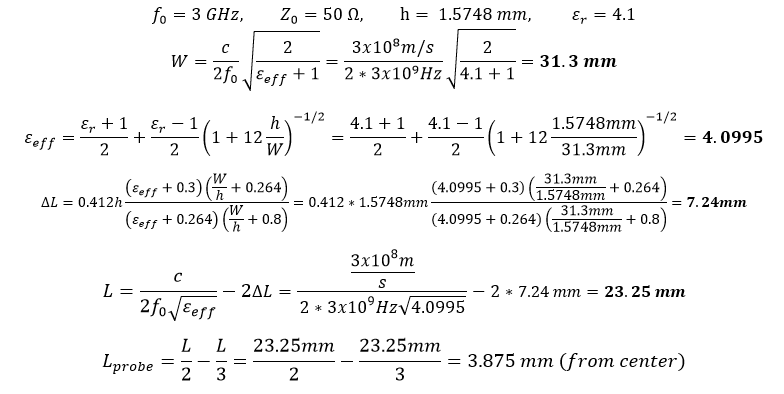 f₀ = 3 GHz, Z₀ = 50 Ω, h = 1.5748 mm, εᵣ = 4.1
W = c/(2f₀) √(2/(ε_eff + 1)) = (3x10⁸m/s)/(2 * 3x10⁹Hz) √(2/(4.1 + 1)) = 31.3 mm
ε_eff = (εᵣ + 1)/2 + (εᵣ − 1)/2 (1 + 12 h/W)^(−1/2) = (4.1 + 1)/2 + (4.1 − 1)/2 (1 + 12 1.5748mm/31.3mm)^(−1/2) = 4.0995
ΔL = 0.412h ((ε_eff + 0.3)(W/h + 0.264))/((ε_eff + 0.264)(W/h + 0.8)) = 0.412 * 1.5748mm ((4.0995 + 0.3)(31.3mm/1.5748mm + 0.264))/((4.0995 + 0.264)(31.3mm/1.5748mm + 0.8)) = 7.24mm
L = c/(2f₀√ε_eff) − 2ΔL = (3x10⁸m/s)/(2 * 3x10⁹Hz√4.0995) − 2 * 7.24 mm = 23.25 mm
L_probe = L/2 − L/3 = 23.25mm/2 − 23.25mm/3 = 3.875 mm (from center)